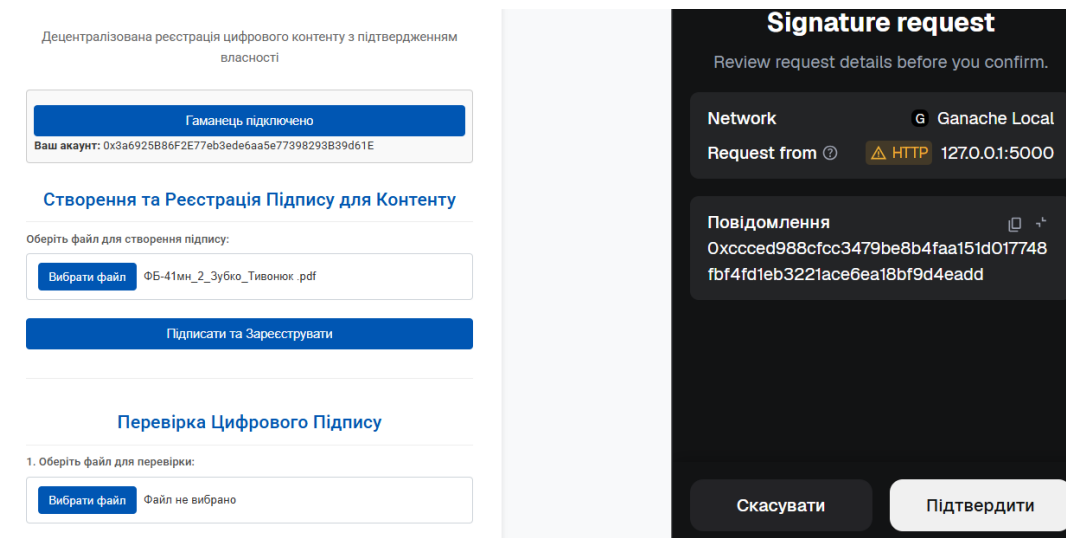 Децентралізована реєстрація цифрового контенту з підтвердженням
власності
Гаманець підключено
Ваш акаунт: 0x3a6925B86F2E77eb3ede6aa5e77398293B39d61E
Створення та Реєстрація Підпису для Контенту
Оберіть файл для створення підпису:
Вибрати файл ФБ-41мн_2_Зубко_Тивонюк .pdf
Підписати та Зареєструвати
Перевірка Цифрового Підпису
1. Оберіть файл для перевірки:
Вибрати файл Файл не вибрано
Signature request
Review request details before you confirm.
Network G Ganache Local
Request from HTTP 127.0.0.1:5000
Повідомлення
0xccced988cfcc3479be8b4faa151d017748
fbf4fd1eb3221ace6ea18bf9d4eadd
Скасувати Підтвердити